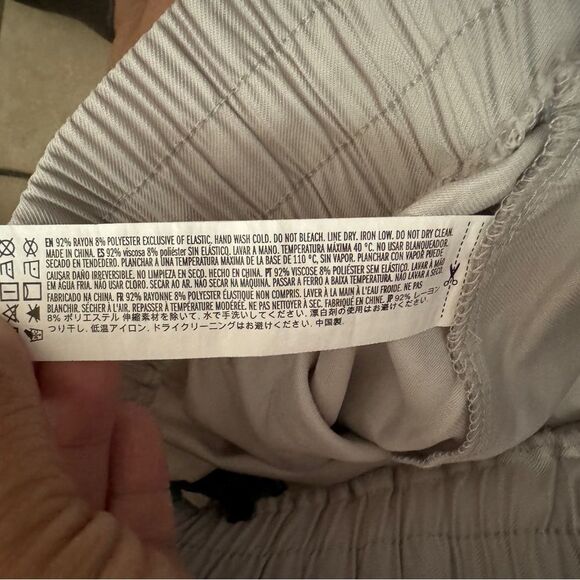 EN 92% RAYON 8% POLYESTER EXCLUSIVE OF ELASTIC. HAND WASH COLD. DO NOT BLEACH. LINE DRY. IRON LOW. DO NOT DRY CLEAN.
MADE IN CHINA. ES 92% viscosa 8% poliéster SIN ELÁSTICO. LAVAR A MANO. TEMPERATURA MÁXIMA 40 °C. NO USAR BLANQUEADOR.
SECADO EN TENDEDERO. PLANCHAR A UNA TEMPERATURA MÁXIMA DE LA BASE DE 110 °C, SIN VAPOR. PLANCHAR CON VAPOR PUEDE
CAUSAR DAÑO IRREVERSIBLE. NO LIMPIEZA EN SECO. HECHO EN CHINA. PT 92% VISCOSE 8% POLIÉSTER SEM ELÁSTICO. LAVAR À MÃO
EM ÁGUA FRIA. NÃO USAR CLORO. SECAR AO AR. NÃO SECAR NA MÁQUINA. PASSAR A FERRO A BAIXA TEMPERATURA. NÃO LAVAR A SECO.
FABRICADO NA CHINA. FR 92% RAYONNE 8% POLYESTER ÉLASTIQUE NON COMPRIS. LAVER À LA MAIN À L'EAU FROIDE. NE PAS
BLANCHIR. SÉCHER À L'AIR. REPASSER À TEMPÉRATURE MODÉRÉE. NE PAS NETTOYER À SEC. FABRIQUÉ EN CHINE. JP 92% レーヨン
8% ポリエステル 伸縮素材を除いて. 水で手洗いしてください. 漂白剤の使用はお避けください.
つり干し. 低温アイロン. ドライクリーニングはお避けください. 中国製.